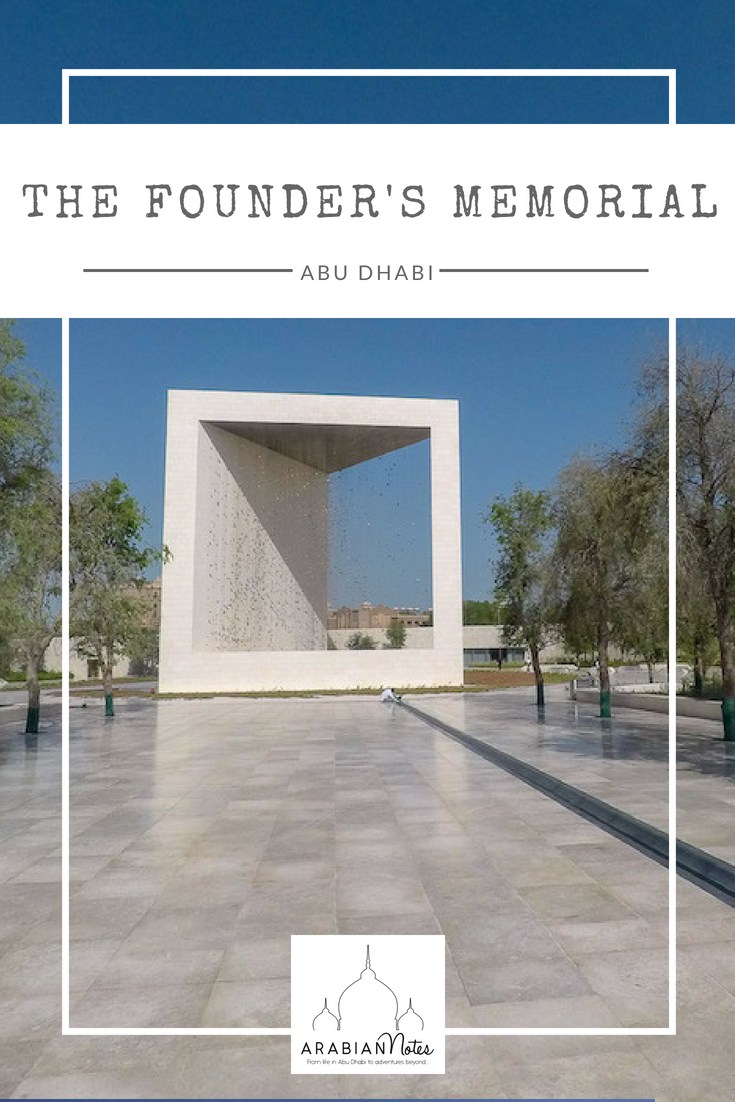 THE FOUNDER'S MEMORIAL
ABU DHABI
ARABIAN Notes
From life in Abu Dhabi to adventures beyond...